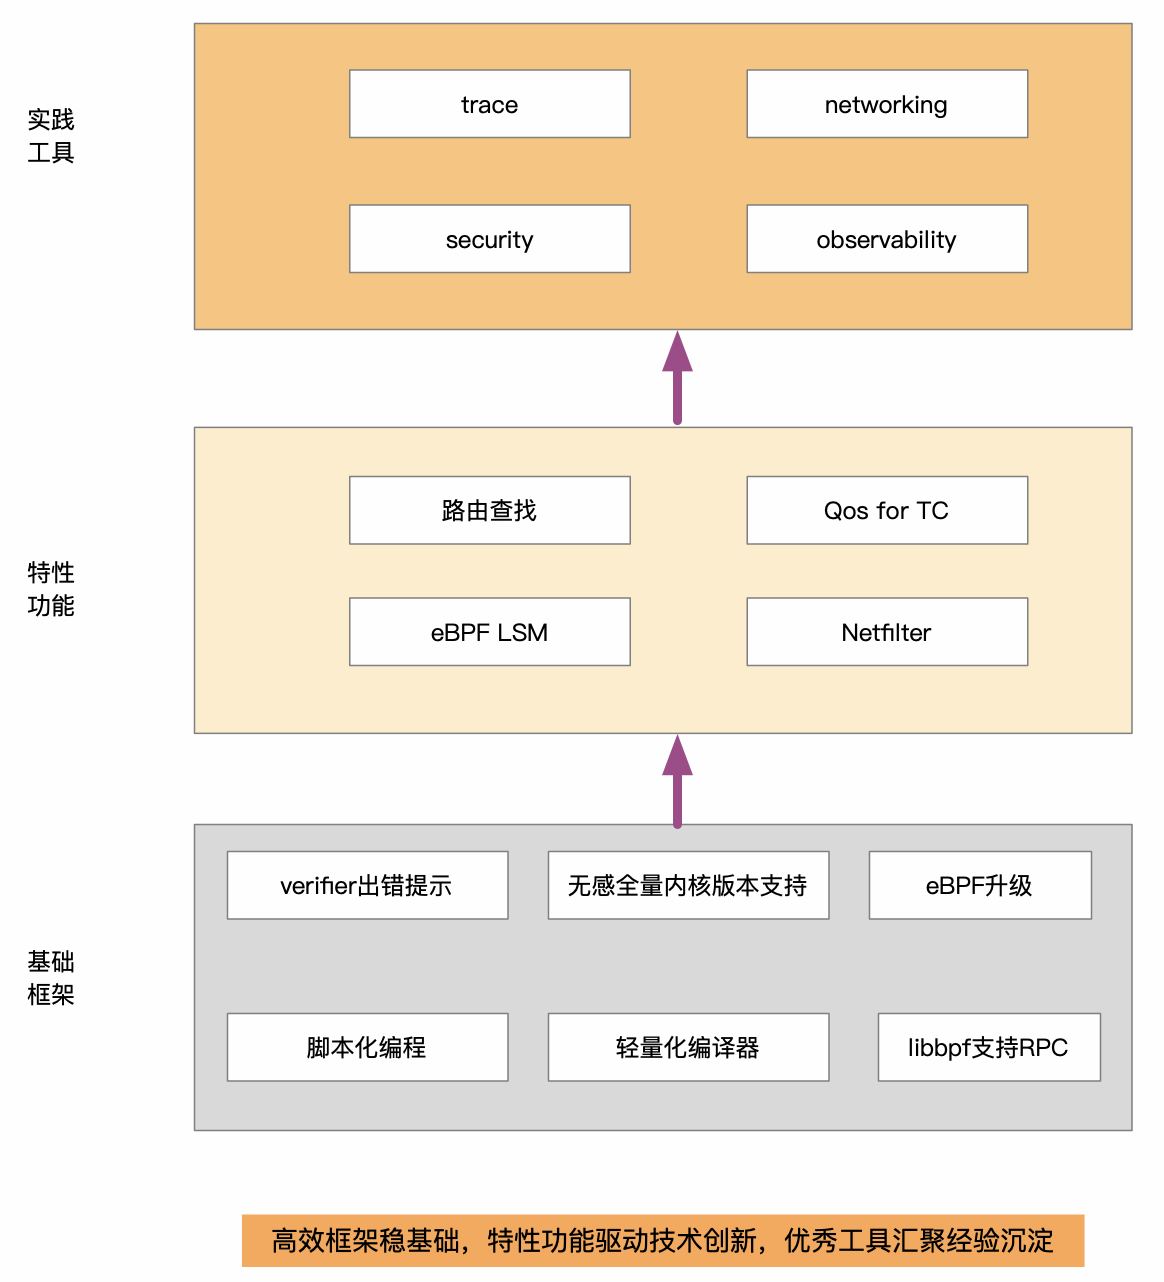 实践
工具
trace
networking
security
observability
特性
功能
路由查找
Qos for TC
eBPF LSM
Netfilter
基础
框架
verifier出错提示
无感全量内核版本支持
eBPF升级
脚本化编程
轻量化编译器
libbpf支持RPC
高效框架稳基础，特性功能驱动技术创新，优秀工具汇聚经验沉淀